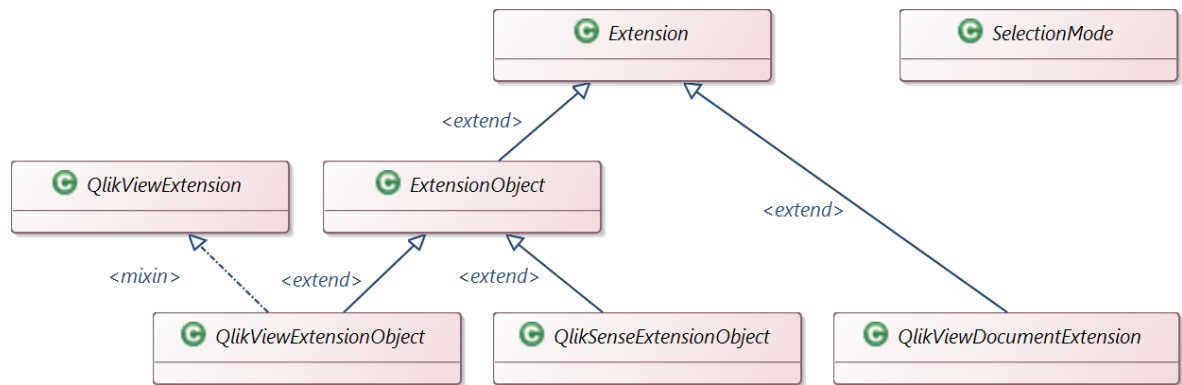 C Extension
C SelectionMode
<extend>
C QlikViewExtension
C ExtensionObject
<extend>
<mixin>
<extend>
<extend>
C QlikViewExtensionObject
C QlikSenseExtensionObject
C QlikViewDocumentExtension